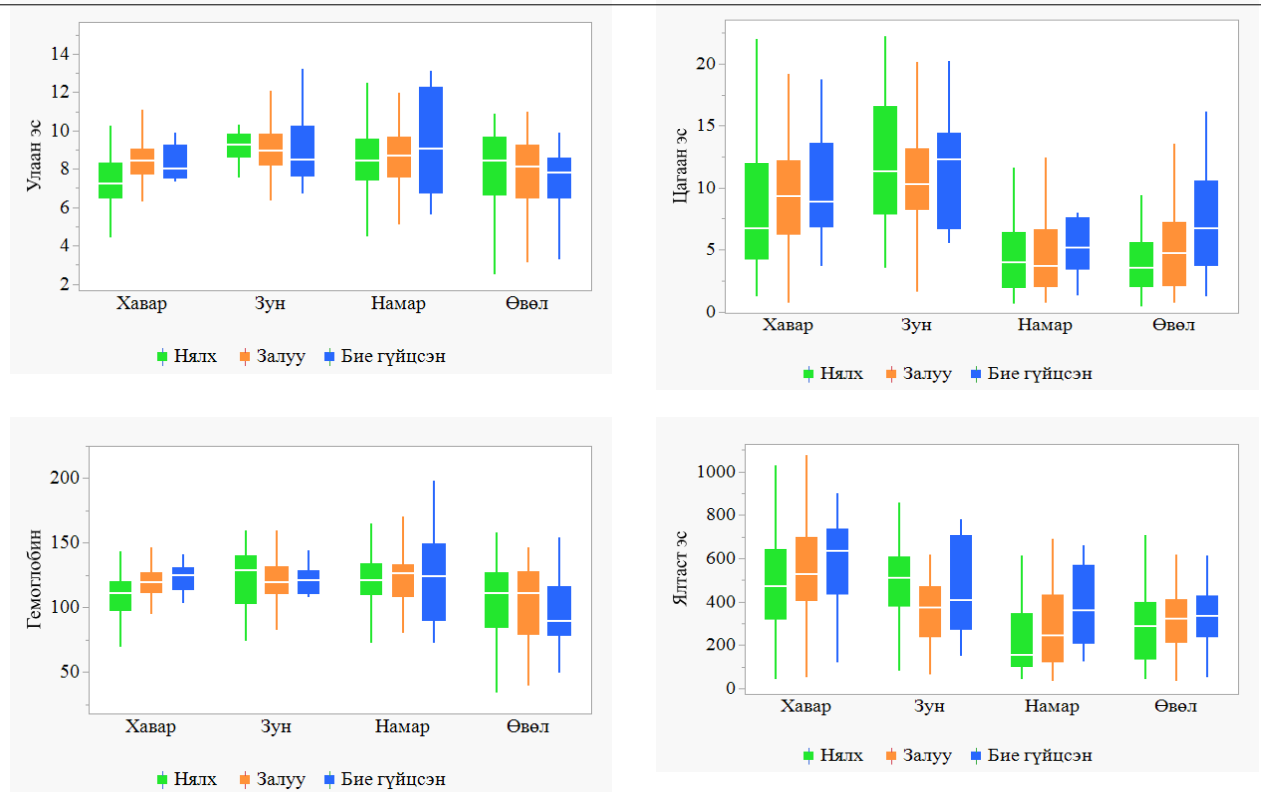 Улаан эс
14
12
10
8
6
4
2
Хавар Зун Намар Өвөл
Нялх Залуу Бие гүйцсэн
Цагаан эс
20
15
10
5
0
Хавар Зун Намар Өвөл
Нялх Залуу Бие гүйцсэн
Гемоглобин
200
150
100
50
Хавар Зун Намар Өвөл
Нялх Залуу Бие гүйцсэн
Ялтаст эс
1000
800
600
400
200
0
Хавар Зун Намар Өвөл
Нялх Залуу Бие гүйцсэн